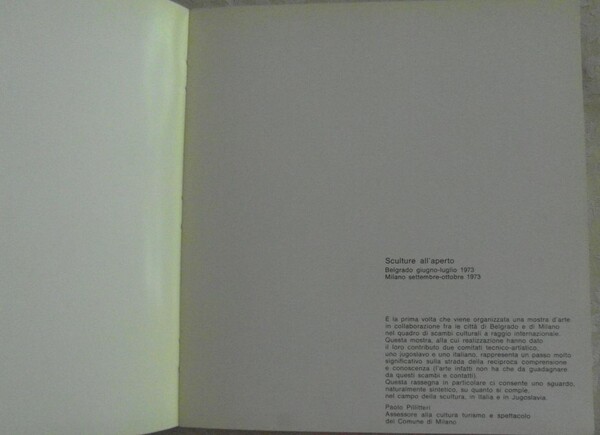 Sculture all'aperto
Belgrado giugno-luglio 1973
Milano settembre-ottobre 1973
È la prima volta che viene organizzata una mostra d'arte
in collaborazione fra le città di Belgrado e di Milano
nel quadro di scambi culturali a raggio internazionale.
Questa mostra, alla cui realizzazione hanno dato
il loro contributo due comitati tecnico-artistico,
uno jugoslavo e uno italiano, rappresente un passo molto
significativo sulla strada della reciproca comprensione
e conoscenza (l'arte infatti non ha che da guadagnare
da questi scambi e contatti).
Questa rassegna in particolare ci consente uno sguardo,
naturalmente sintetico, su quanto si compie,
nel campo della scultura, in Italia e in Jugoslavia.
Paolo Pillitteri
Assessore alla cultura turismo e spettacolo
del Comune di Milano